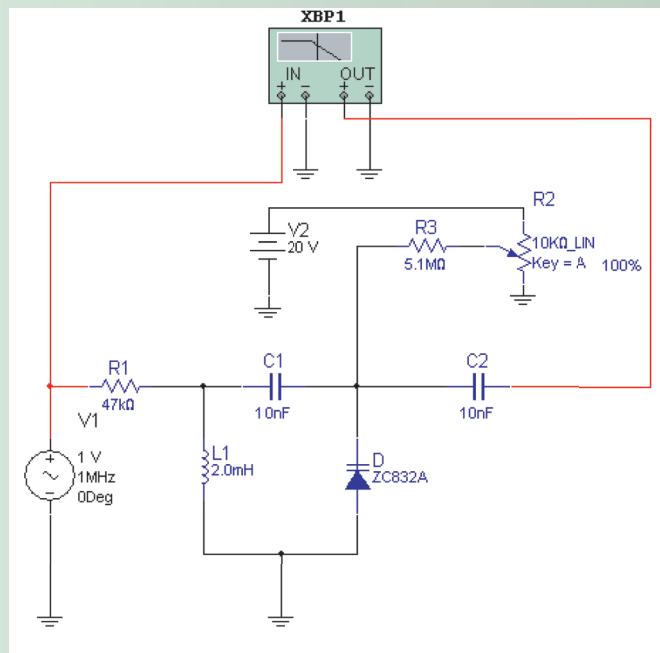 XBP1
IN OUT
+ - + -
R2
V2
20 V
R3
5.1MΩ
10KΩ_LIN
Key = A 100%
R1
47kΩ
C1
10nF
C2
10nF
V1
1 V
1MHz
0Deg
L1
2.0mH
D
ZC832A